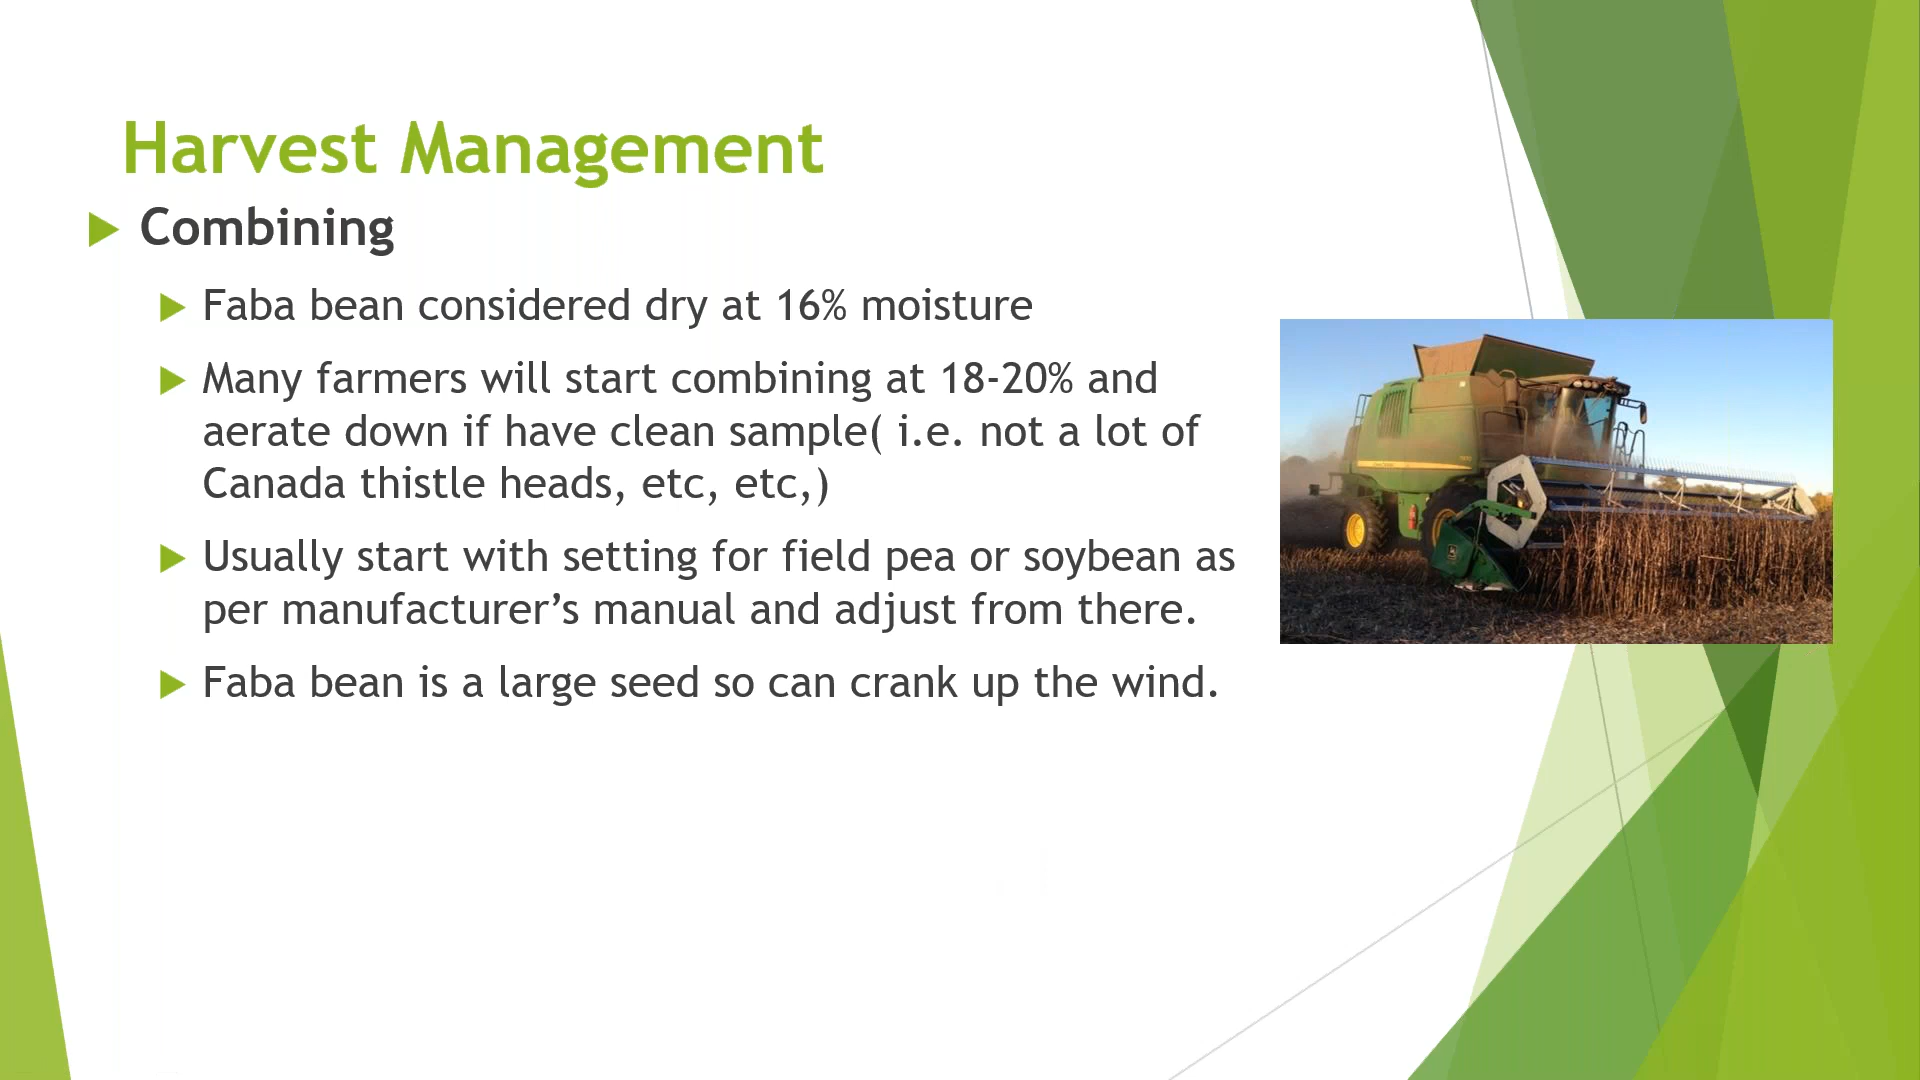 Harvest Management
Combining
Faba bean considered dry at 16% moisture
Many farmers will start combining at 18-20% and
aerate down if have clean sample( i.e. not a lot of
Canada thistle heads, etc, etc,)
Usually start with setting for field pea or soybean as
per manufacturer’s manual and adjust from there.
Faba bean is a large seed so can crank up the wind.